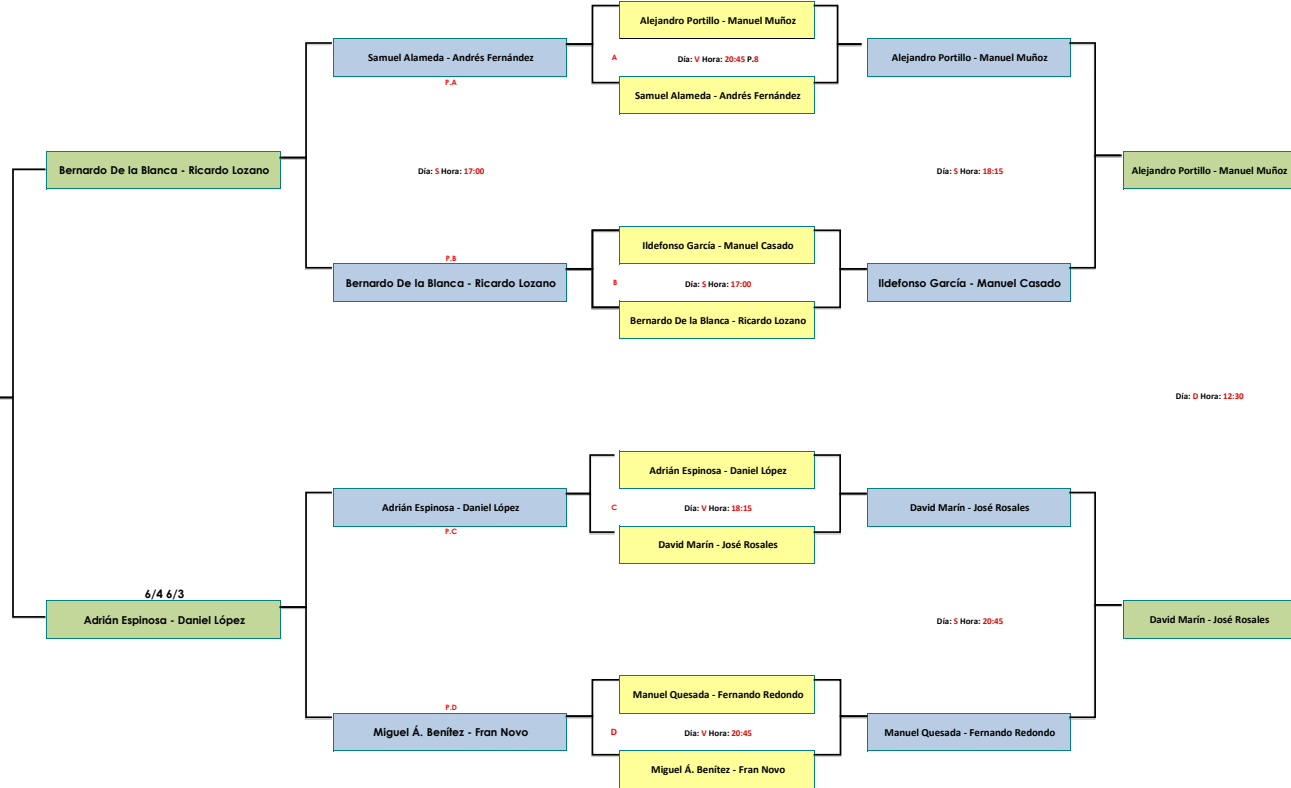 Alejandro Portillo - Manuel Muñoz
Samuel Alameda - Andrés Fernández
A
Día: V Hora: 20:45 P.8
Alejandro Portillo - Manuel Muñoz
P.A
Samuel Alameda - Andrés Fernández
Bernardo De la Blanca - Ricardo Lozano
Día: S Hora: 17:00
Día: S Hora: 18:15
Alejandro Portillo - Manuel Muñoz
Ildefonso García - Manuel Casado
P.B
Bernardo De la Blanca - Ricardo Lozano
B
Día: S Hora: 17:00
Ildefonso García - Manuel Casado
Bernardo De la Blanca - Ricardo Lozano
Día: D Hora: 12:30
Adrián Espinosa - Daniel López
Adrián Espinosa - Daniel López
C
Día: V Hora: 18:15
David Marín - José Rosales
P.C
David Marín - José Rosales
6/4 6/3
Adrián Espinosa - Daniel López
Día: S Hora: 20:45
David Marín - José Rosales
Manuel Quesada - Fernando Redondo
P.D
Miguel Á. Benítez - Fran Novo
D
Día: V Hora: 20:45
Manuel Quesada - Fernando Redondo
Miguel Á. Benítez - Fran Novo